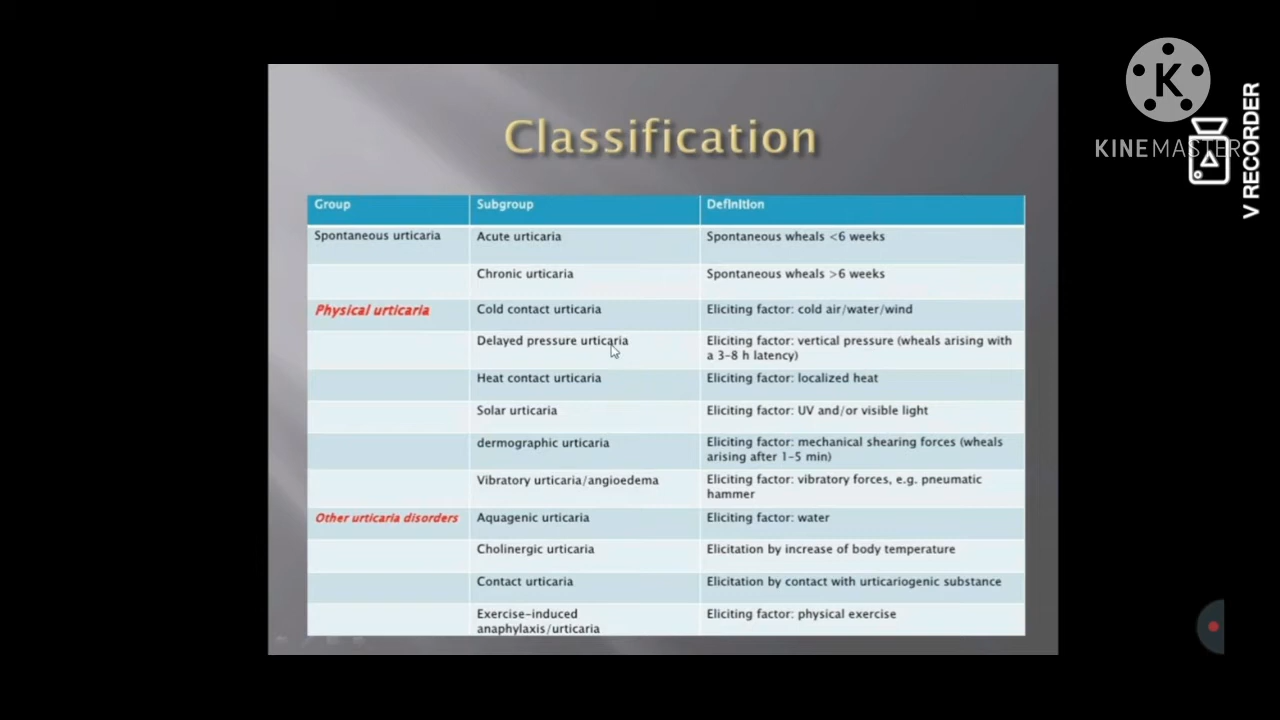 Classification
Group Subgroup Definition
Spontaneous urticaria Acute urticaria Spontaneous wheals <6 weeks
Chronic urticaria Spontaneous wheals >6 weeks
Physical urticaria Cold contact urticaria Eliciting factor: cold air/water/wind
Delayed pressure urticaria Eliciting factor: vertical pressure (wheals arising with
a 3-8 h latency)
Heat contact urticaria Eliciting factor: localized heat
Solar urticaria Eliciting factor: UV and/or visible light
dermographic urticaria Eliciting factor: mechanical shearing forces (wheals
arising after 1-5 min)
Vibratory urticaria/angioedema Eliciting factor: vibratory forces, e.g. pneumatic
hammer
Other urticaria disorders Aquagenic urticaria Eliciting factor: water
Cholinergic urticaria Elicitation by increase of body temperature
Contact urticaria Elicitation by contact with urticariogenic substance
Exercise-induced Eliciting factor: physical exercise
anaphylaxis/urticaria
K
KINEMASTER
V RECORDER